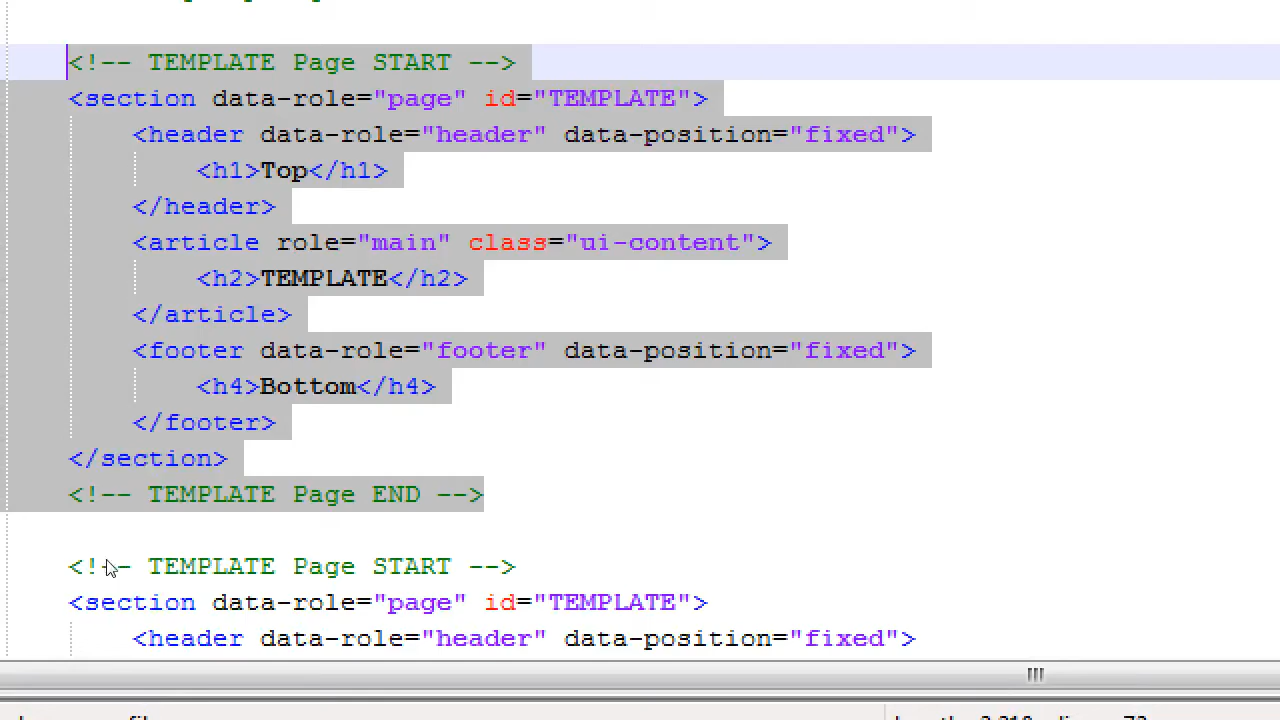 <!-- TEMPLATE Page START -->
<section data-role="page" id="TEMPLATE">
<header data-role="header" data-position="fixed">
<h1>Top</h1>
</header>
<article role="main" class="ui-content">
<h2>TEMPLATE</h2>
</article>
<footer data-role="footer" data-position="fixed">
<h4>Bottom</h4>
</footer>
</section>
<!-- TEMPLATE Page END -->
<!-- TEMPLATE Page START -->
<section data-role="page" id="TEMPLATE">
<header data-role="header" data-position="fixed">